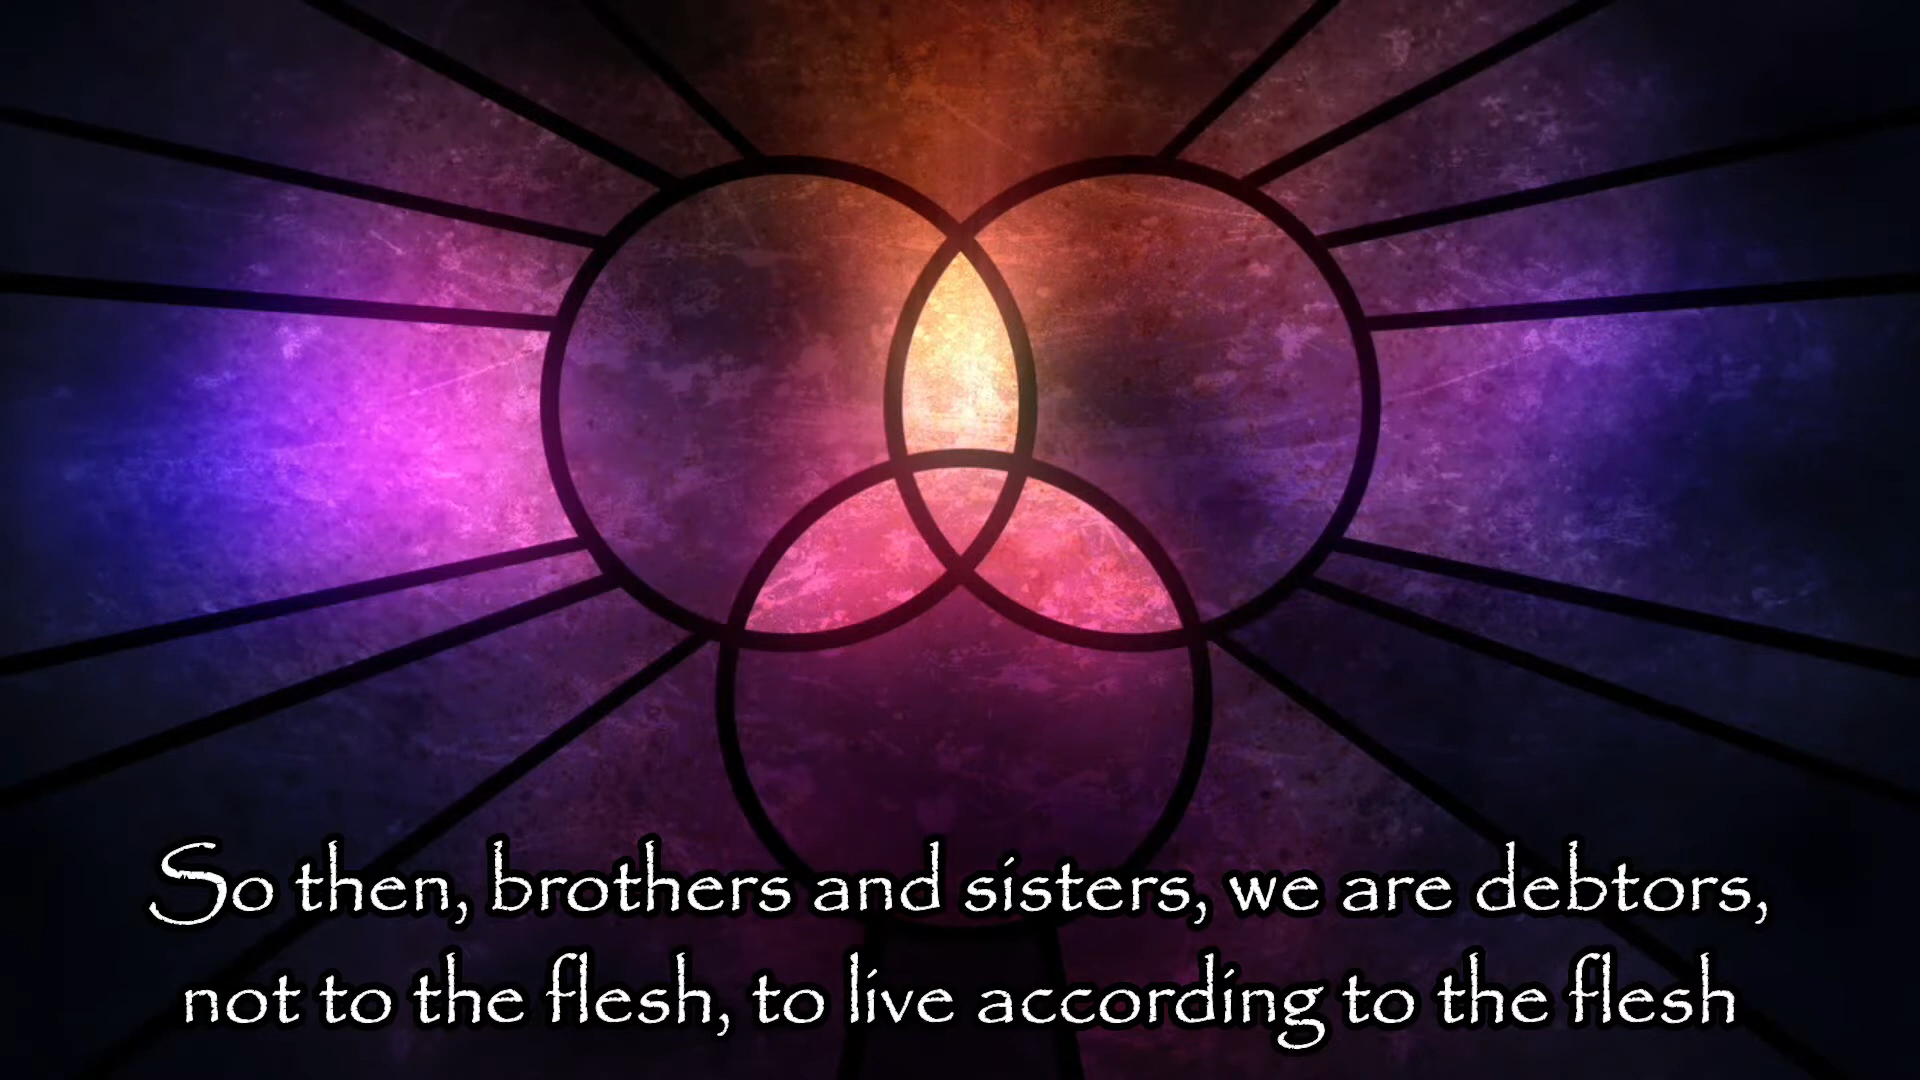 So then, brothers and sisters, we are debtors,
not to the flesh, to live according to the flesh